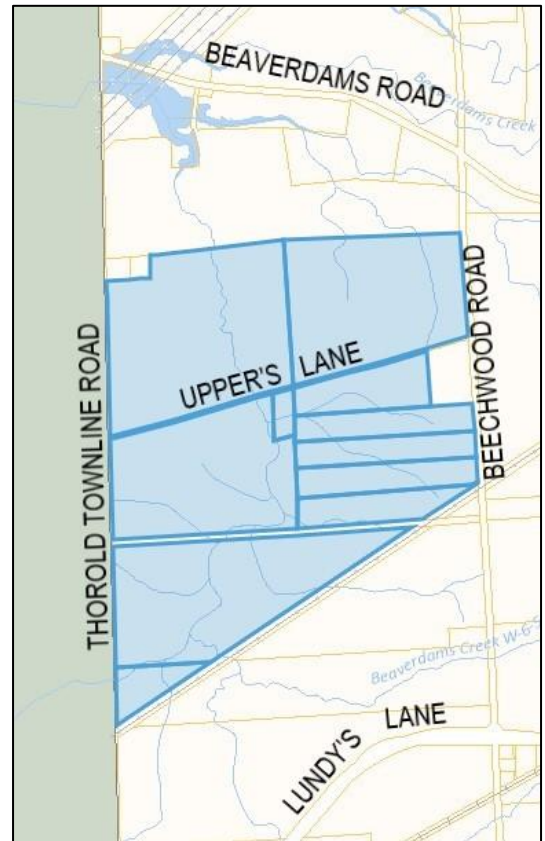 BEAVERDAMS ROAD
Beaverdams Creek
THOROLD TOWNLINE ROAD
UPPER'S LANE
BEECHWOOD ROAD
Beaverdams Creek W-6
LUNDY'S LANE